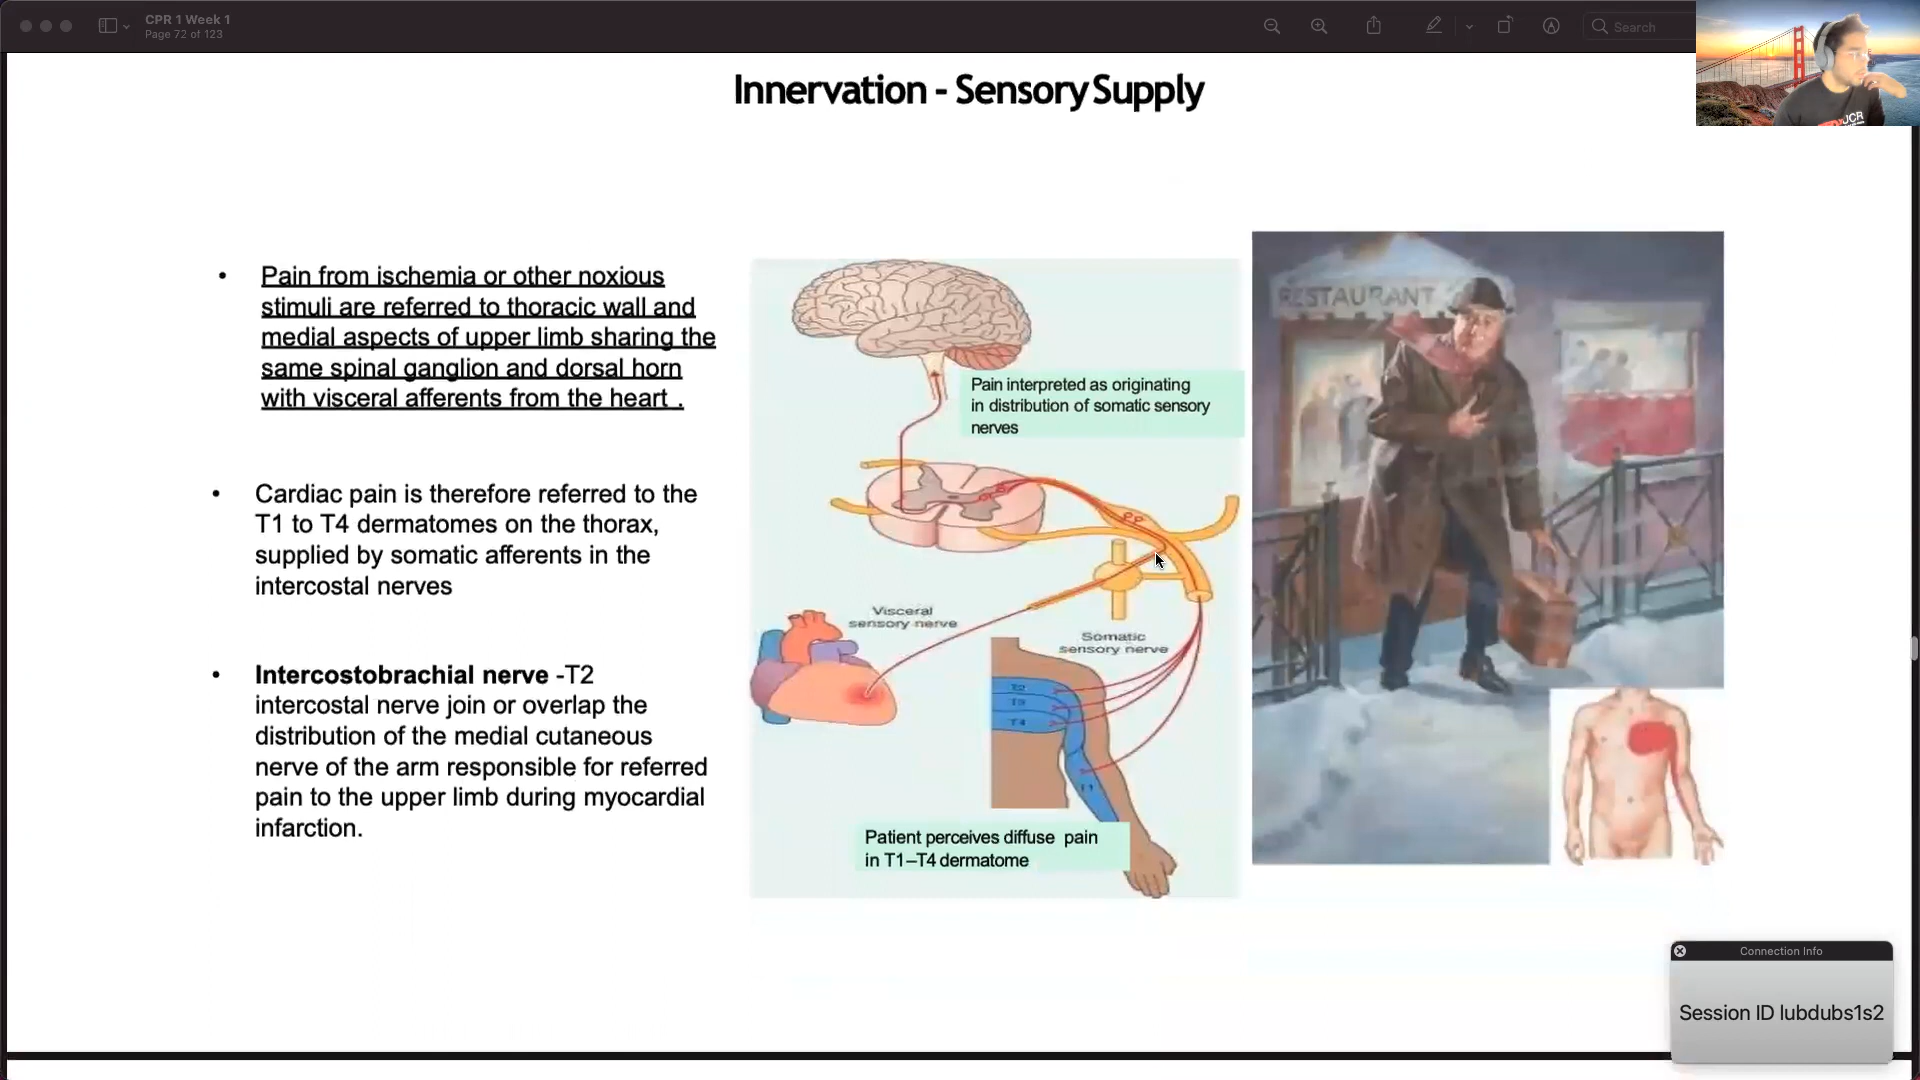 CPR 1 Week 1
Page 72 of 123
Search
JCR
Innervation - Sensory Supply
• Pain from ischemia or other noxious
stimuli are referred to thoracic wall and
medial aspects of upper limb sharing the
same spinal ganglion and dorsal horn
with visceral afferents from the heart .
• Cardiac pain is therefore referred to the
T1 to T4 dermatomes on the thorax,
supplied by somatic afferents in the
intercostal nerves
• Intercostobrachial nerve -T2
intercostal nerve join or overlap the
distribution of the medial cutaneous
nerve of the arm responsible for referred
pain to the upper limb during myocardial
infarction.
Pain interpreted as originating
in distribution of somatic sensory
nerves
Visceral
sensory nerve
Somatic
sensory nerve
T2
T3
T4
T1
Patient perceives diffuse pain
in T1–T4 dermatome
RESTAURANT
Connection Info
Session ID lubdubs1s2